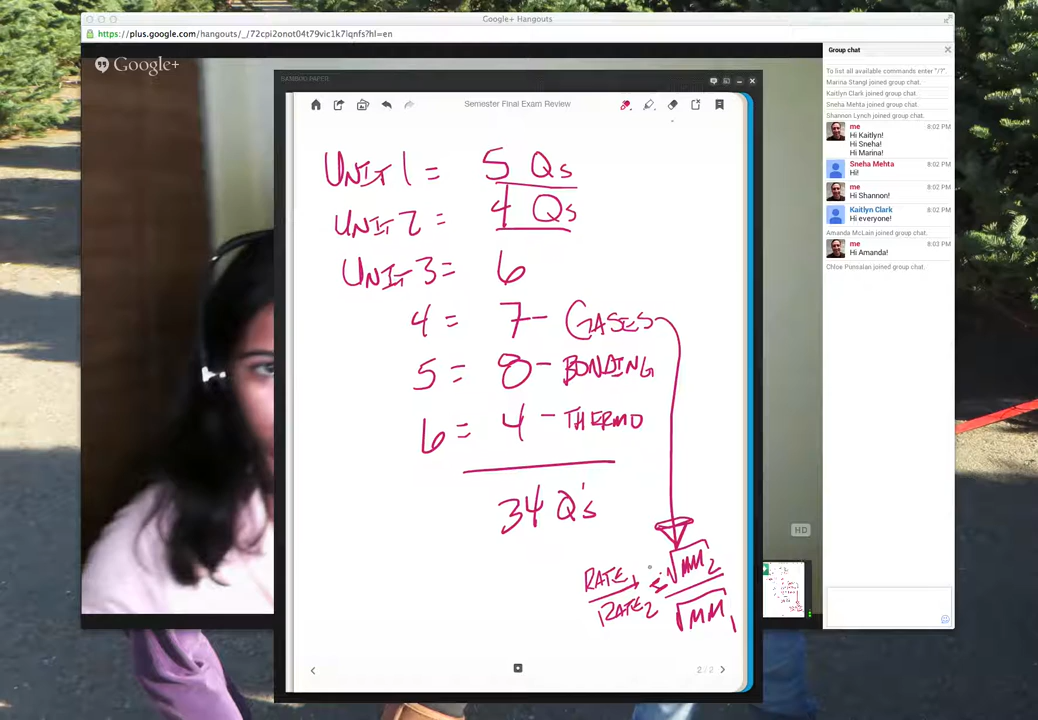 Google+ Hangouts
https://plus.google.com/hangouts/_/72cpi2onot04t79vic1k7lqnfs?hl=en
Google+
BAMBOO PAPER
Semester Final Exam Review
UNIT 1 = 5 Qs
UNIT 2 = 4 Qs
UNIT 3 = 6
4 = 7 - GASES
5 = 8 - BONDING
6 = 4 - THERMO
34 Q's
RATE1 = √MM2
RATE2 √MM1
2 / 2
HD
Group chat
To list all available commands enter "/?"
Marina Stangl joined group chat.
Kaitlyn Clark joined group chat.
Sneha Mehta joined group chat.
Shannon Lynch joined group chat.
me 8:02 PM
Hi Kaitlyn!
Hi Sneha!
Hi Marina!
Sneha Mehta 8:02 PM
Hi!
me 8:02 PM
Hi Shannon!
Kaitlyn Clark 8:02 PM
Hi everyone!
Amanda McLain joined group chat.
me 8:03 PM
Hi Amanda!
Chloe Punsalan joined group chat.